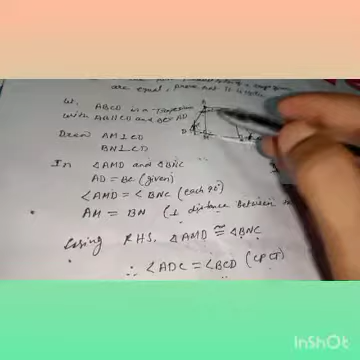 are equal, prove that it is cyclic
Let ABCD is a Trapezium
with AB||CD and BC=AD
Draw AM⊥CD
BN⊥CD
In △AMD and △BNC
AD = BC (given)
∠AMD = ∠BNC (each 90°
AM = BN (⊥ distance between
Using RHS, △AMD ≅ △BNC
∴ ∠ADC = ∠BCD (CPCT)
InShOt